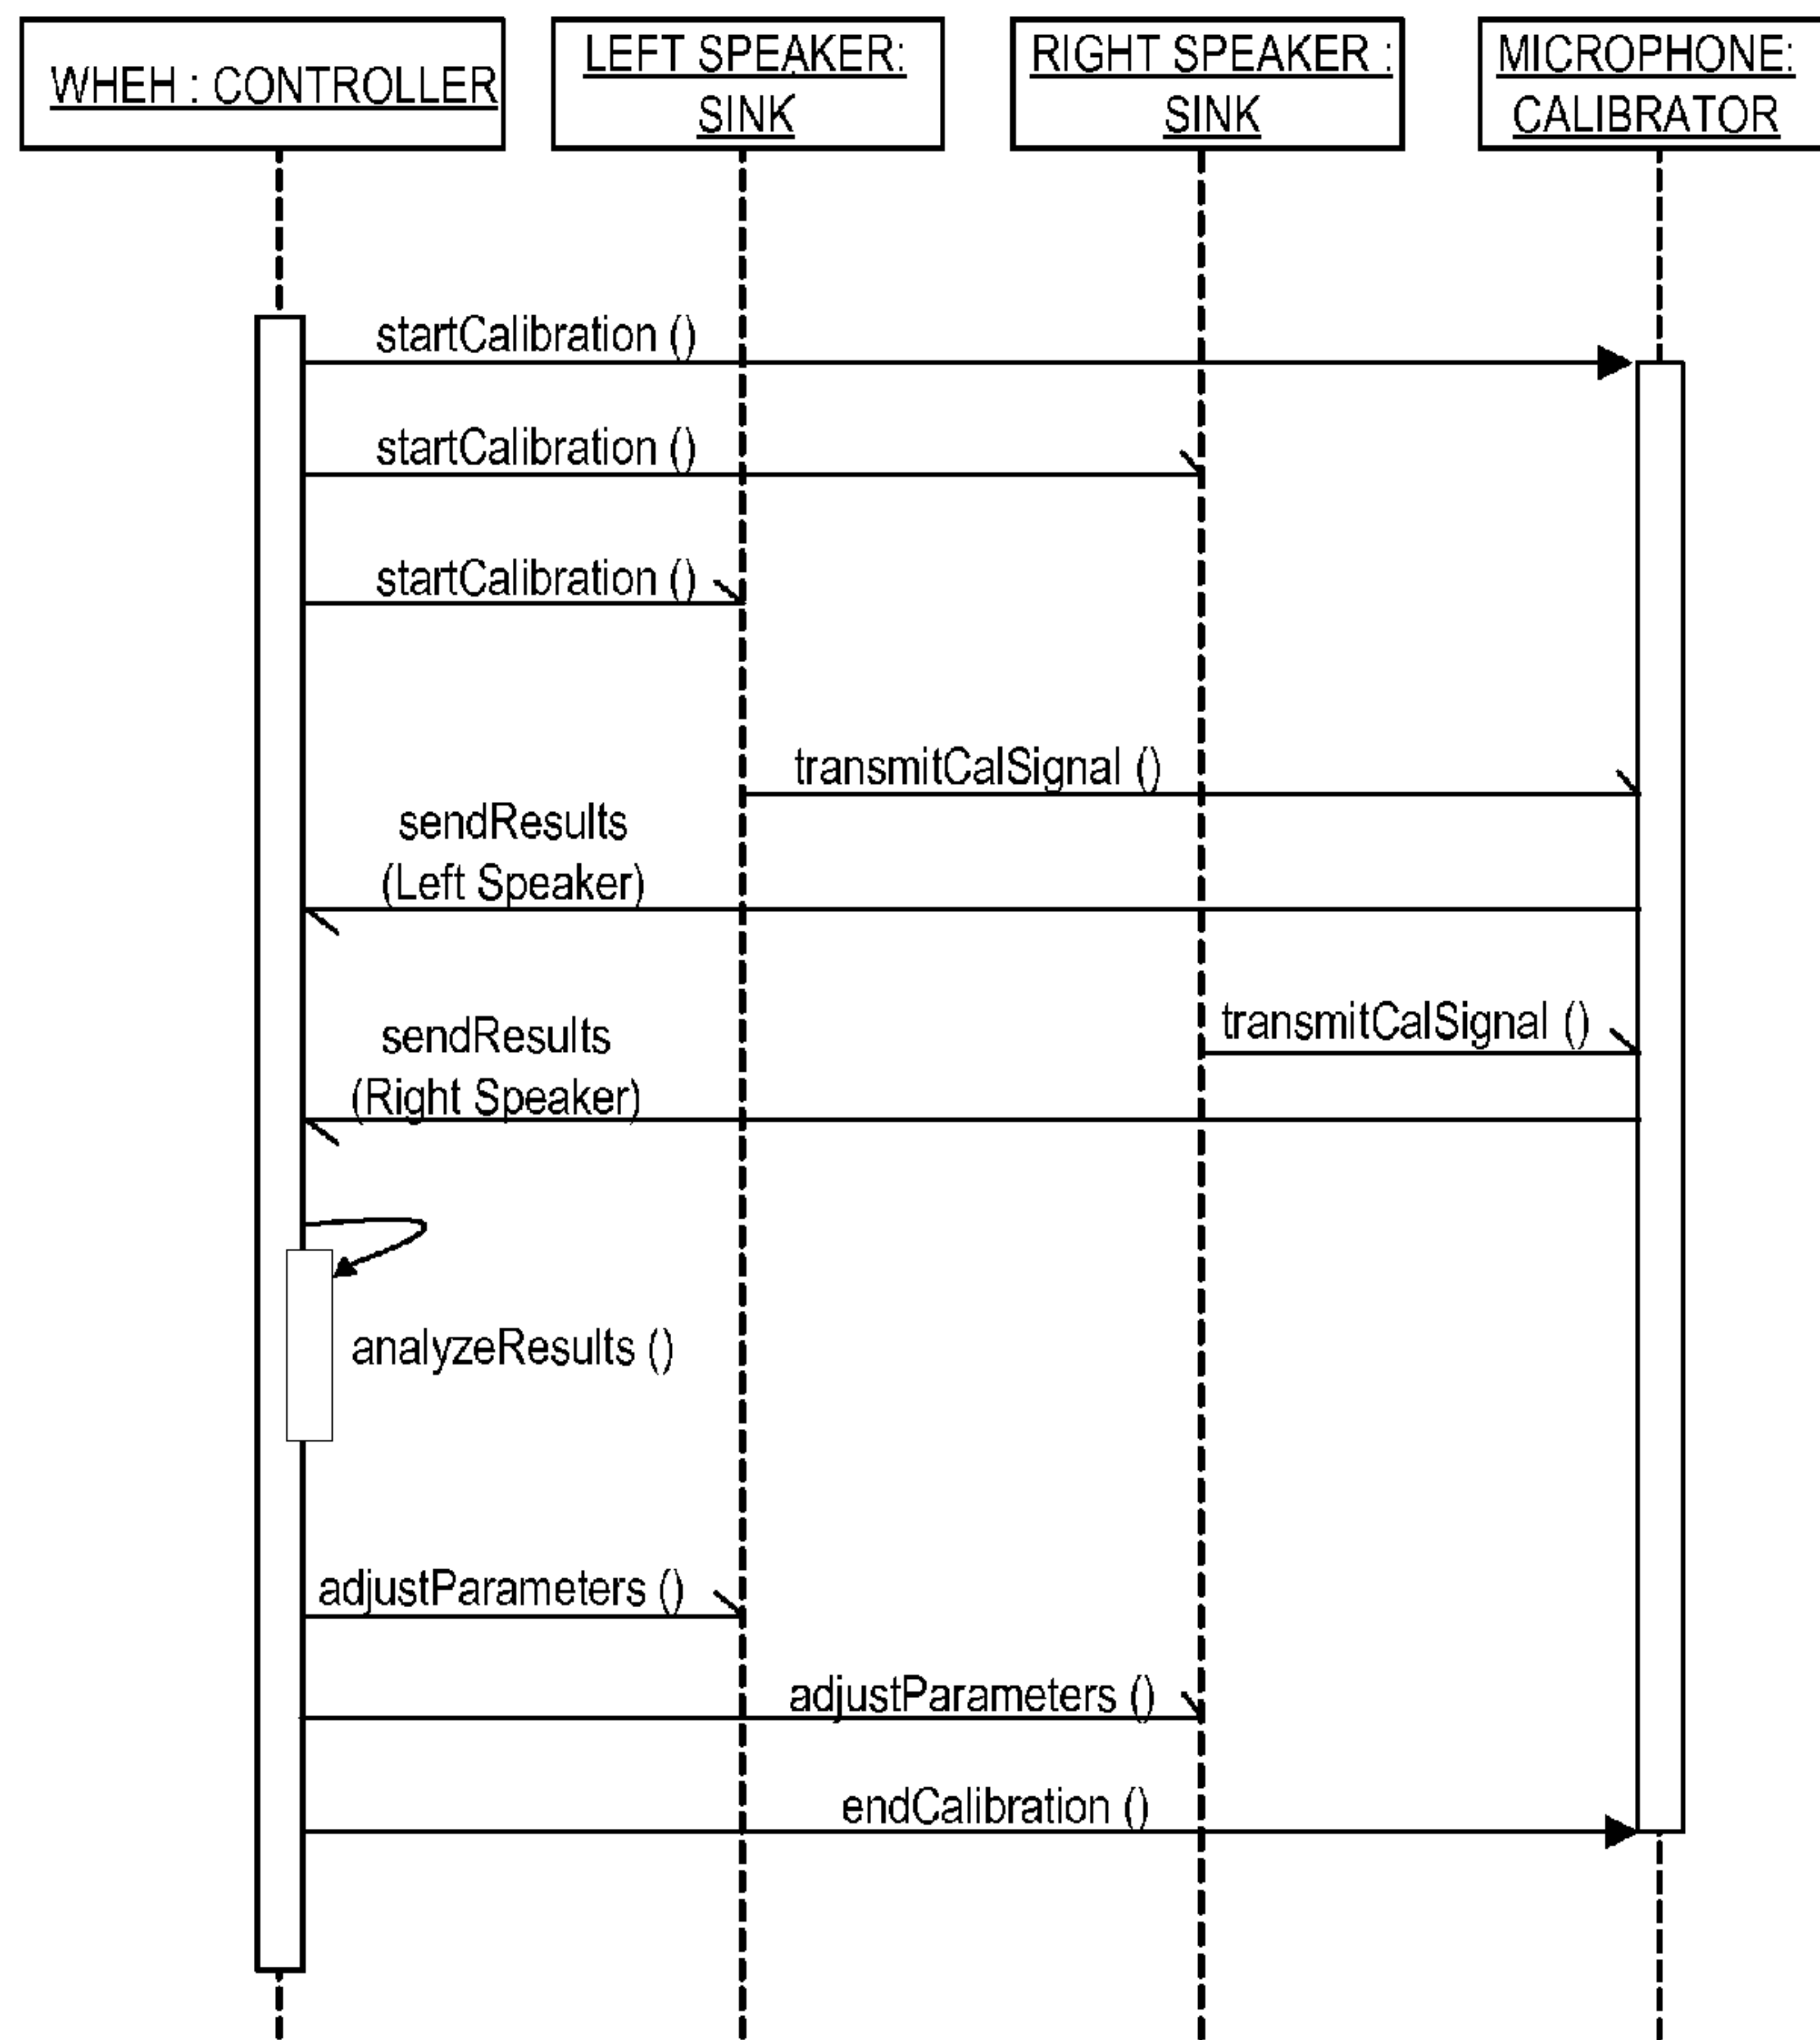 WHEH : CONTROLLER
LEFT SPEAKER:
SINK
RIGHT SPEAKER :
SINK
MICROPHONE:
CALIBRATOR
startCalibration ()
startCalibration ()
startCalibration ()
transmitCalSignal ()
sendResults
(Left Speaker)
transmitCalSignal ()
sendResults
(Right Speaker)
analyzeResults ()
adjustParameters ()
adjustParameters ()
endCalibration ()